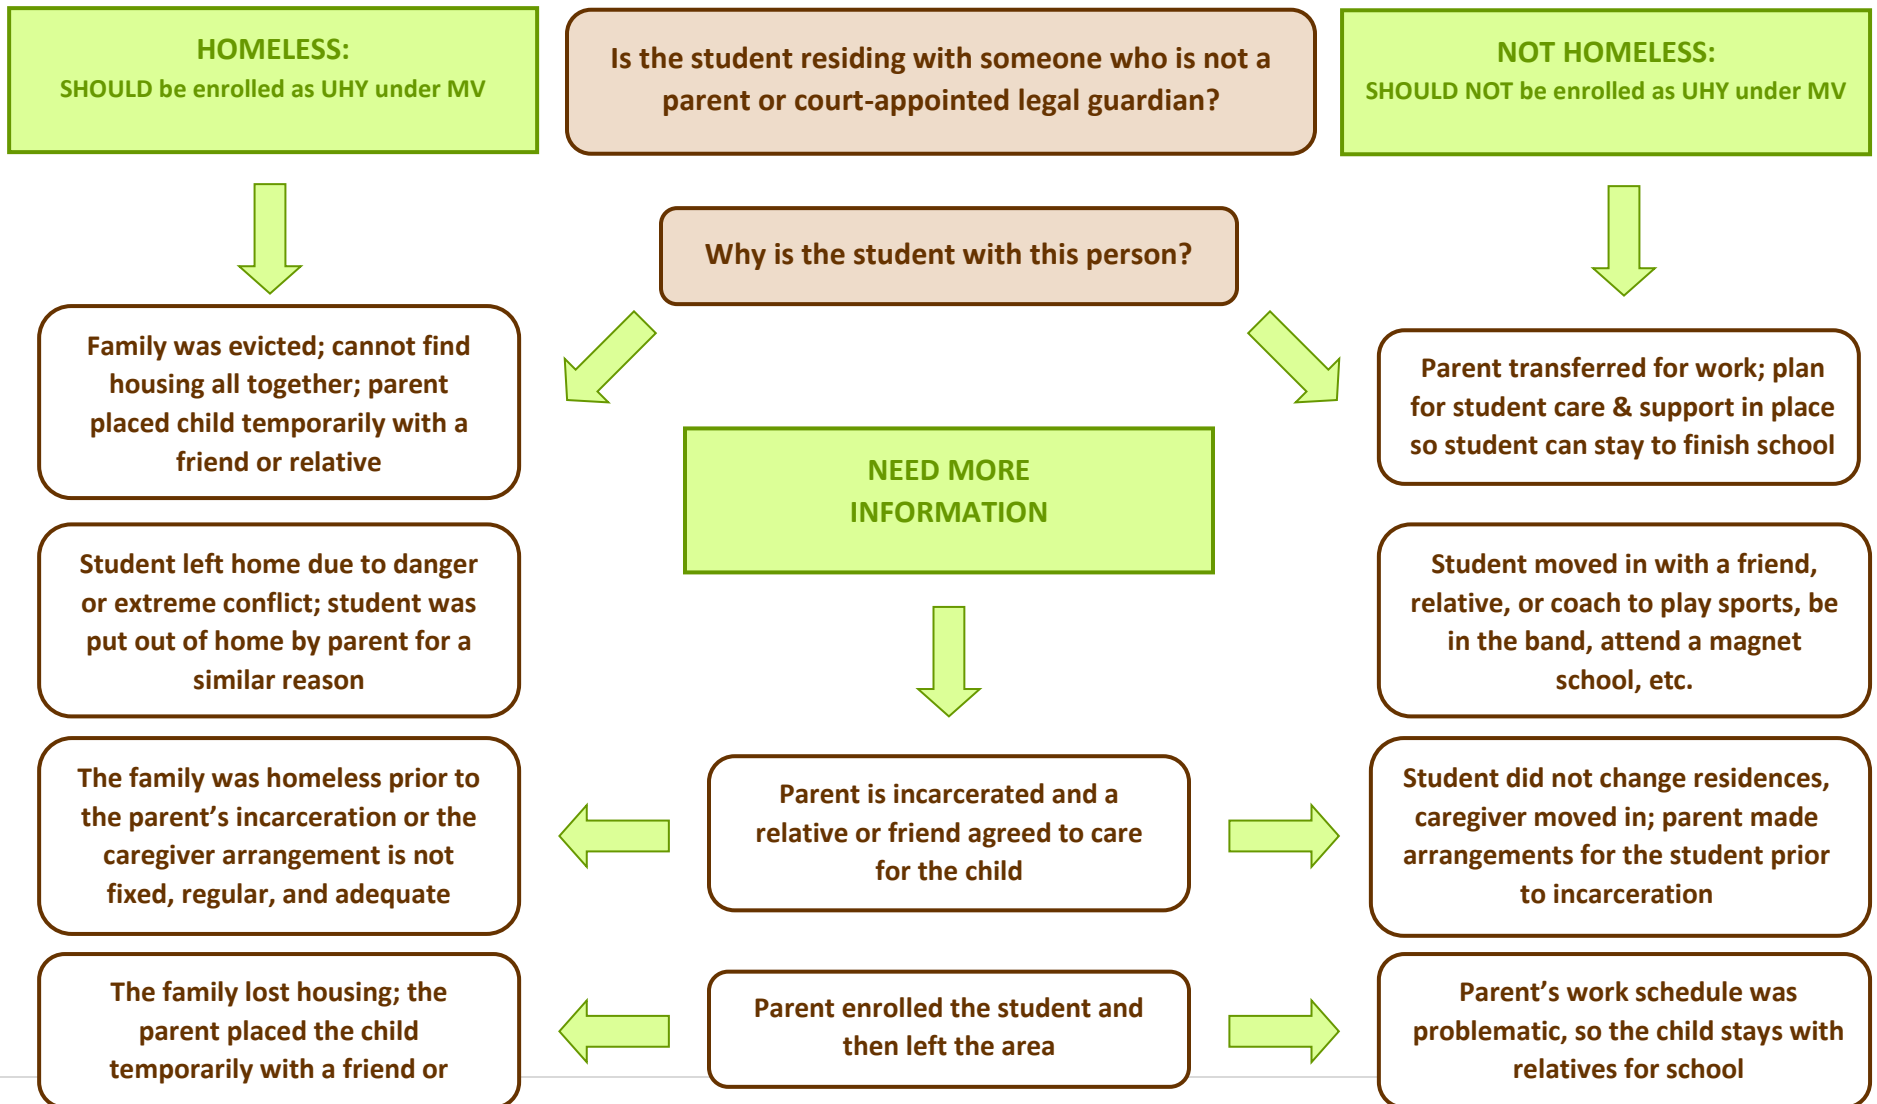 HOMELESS:
SHOULD be enrolled as UHY under MV
Is the student residing with someone who is not a
parent or court-appointed legal guardian?
NOT HOMELESS:
SHOULD NOT be enrolled as UHY under MV
Why is the student with this person?
Family was evicted; cannot find
housing all together; parent
placed child temporarily with a
friend or relative
Parent transferred for work; plan
for student care & support in place
so student can stay to finish school
NEED MORE
INFORMATION
Student left home due to danger
or extreme conflict; student was
put out of home by parent for a
similar reason
Student moved in with a friend,
relative, or coach to play sports, be
in the band, attend a magnet
school, etc.
The family was homeless prior to
the parent’s incarceration or the
caregiver arrangement is not
fixed, regular, and adequate
Parent is incarcerated and a
relative or friend agreed to care
for the child
Student did not change residences,
caregiver moved in; parent made
arrangements for the student prior
to incarceration
The family lost housing; the
parent placed the child
temporarily with a friend or
Parent enrolled the student and
then left the area
Parent’s work schedule was
problematic, so the child stays with
relatives for school